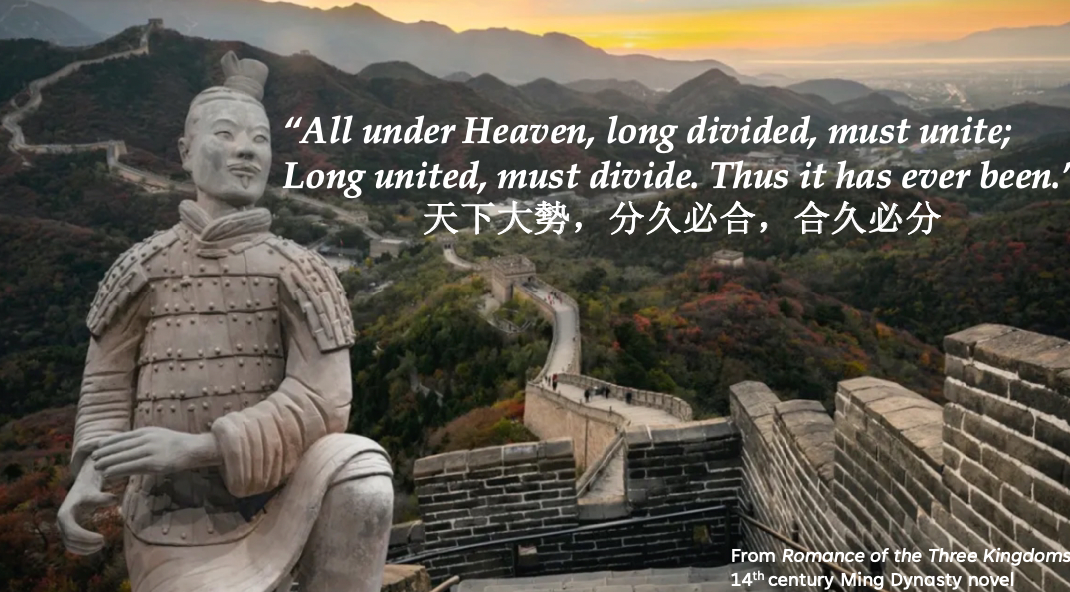 “All under Heaven, long divided, must unite;
Long united, must divide. Thus it has ever been.”
天下大勢，分久必合，合久必分
From Romance of the Three Kingdoms
14th century Ming Dynasty novel